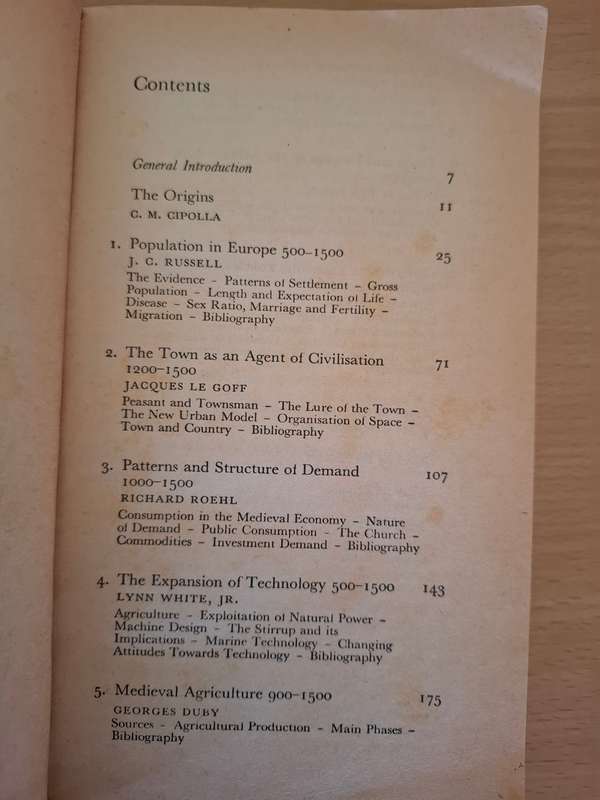 Contents
General Introduction 7
The Origins 11
C. M. CIPOLLA
1. Population in Europe 500–1500 25
J. C. RUSSELL
The Evidence – Patterns of Settlement – Gross
Population – Length and Expectation of Life –
Disease – Sex Ratio, Marriage and Fertility –
Migration – Bibliography
2. The Town as an Agent of Civilisation 71
1200–1500
JACQUES LE GOFF
Peasant and Townsman – The Lure of the Town –
The New Urban Model – Organisation of Space –
Town and Country – Bibliography
3. Patterns and Structure of Demand 107
1000–1500
RICHARD ROEHL
Consumption in the Medieval Economy – Nature
of Demand – Public Consumption – The Church –
Commodities – Investment Demand – Bibliography
4. The Expansion of Technology 500–1500 143
LYNN WHITE, JR.
Agriculture – Exploitation of Natural Power –
Machine Design – The Stirrup and its
Implications – Marine Technology – Changing
Attitudes Towards Technology – Bibliography
5. Medieval Agriculture 900–1500 175
GEORGES DUBY
Sources – Agricultural Production – Main Phases –
Bibliography